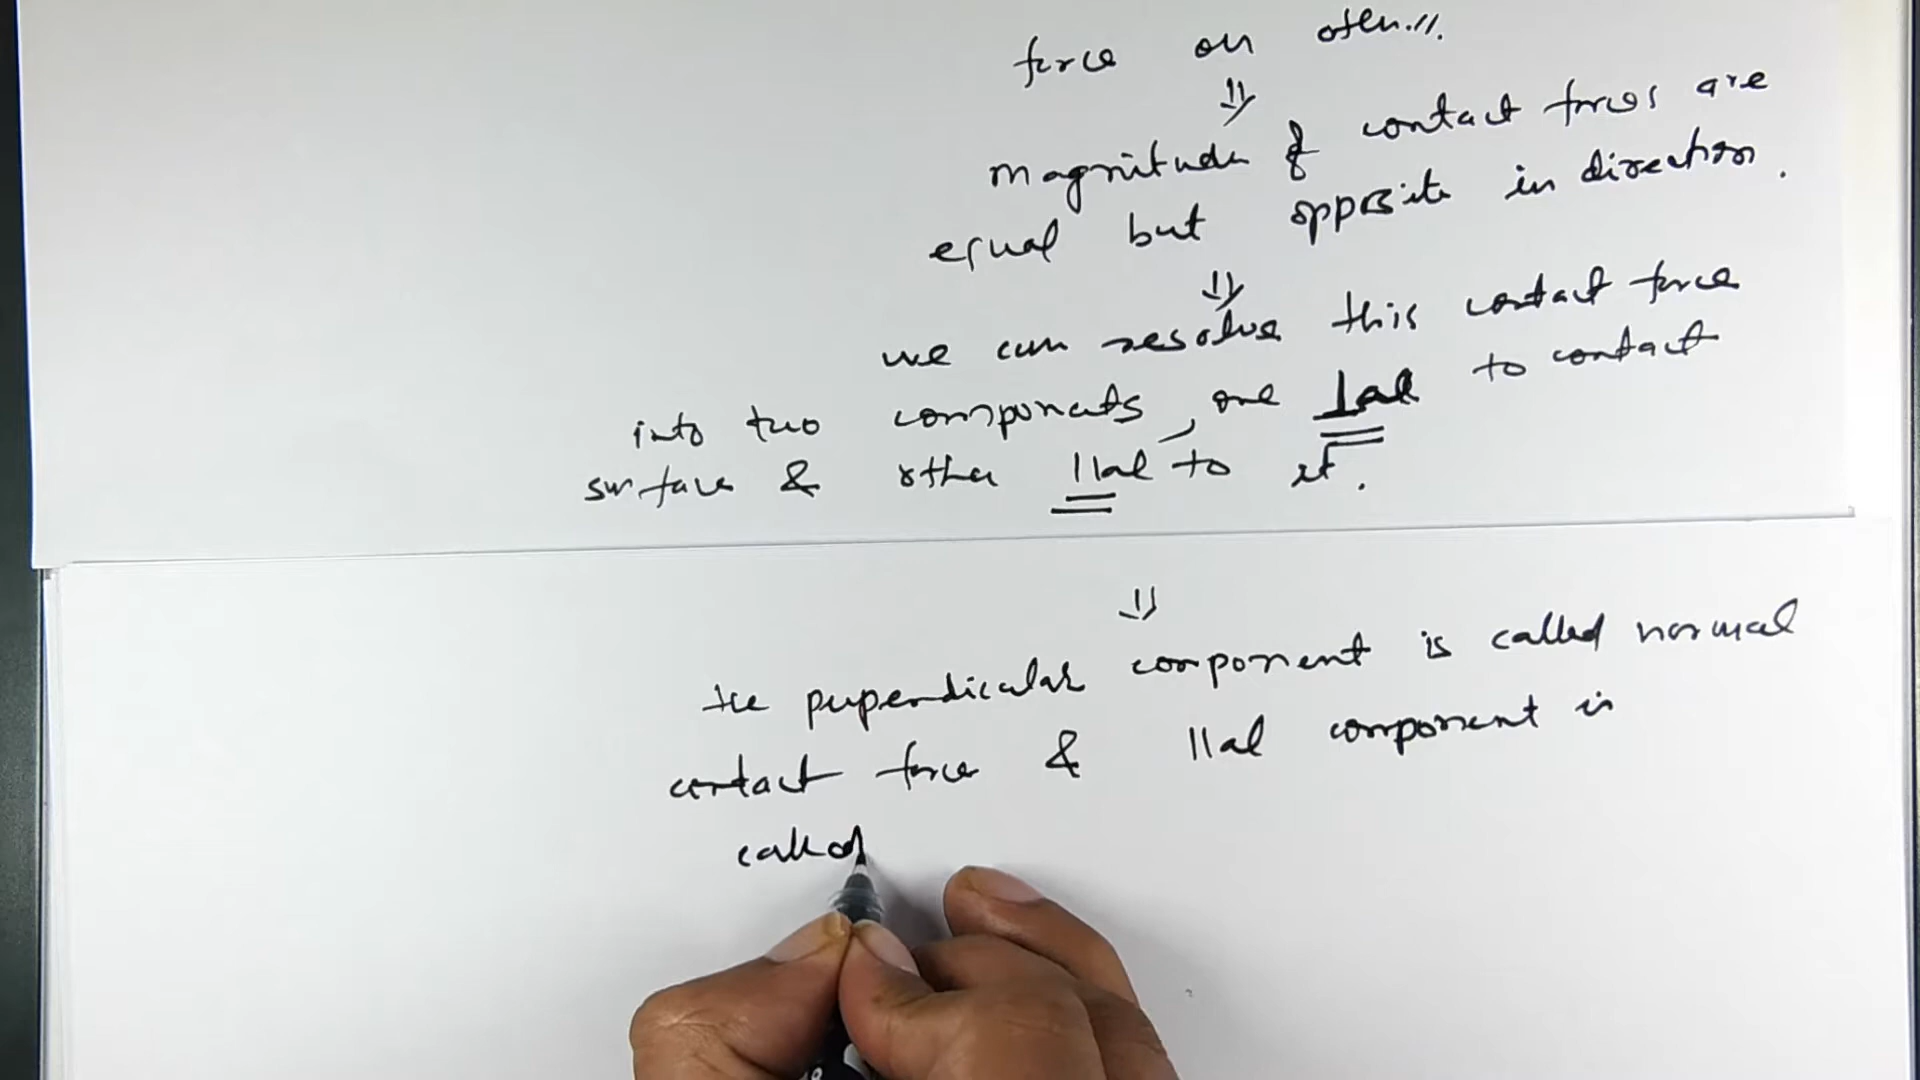 force on other.
⇓
Magnitude of contact forces are
equal but opposite in direction.
⇓
we can resolve this contact force
into two components, one ⊥al to contact
surface & other ||al to it.
⇓
the perpendicular component is called normal
contact force & ||al component is
called